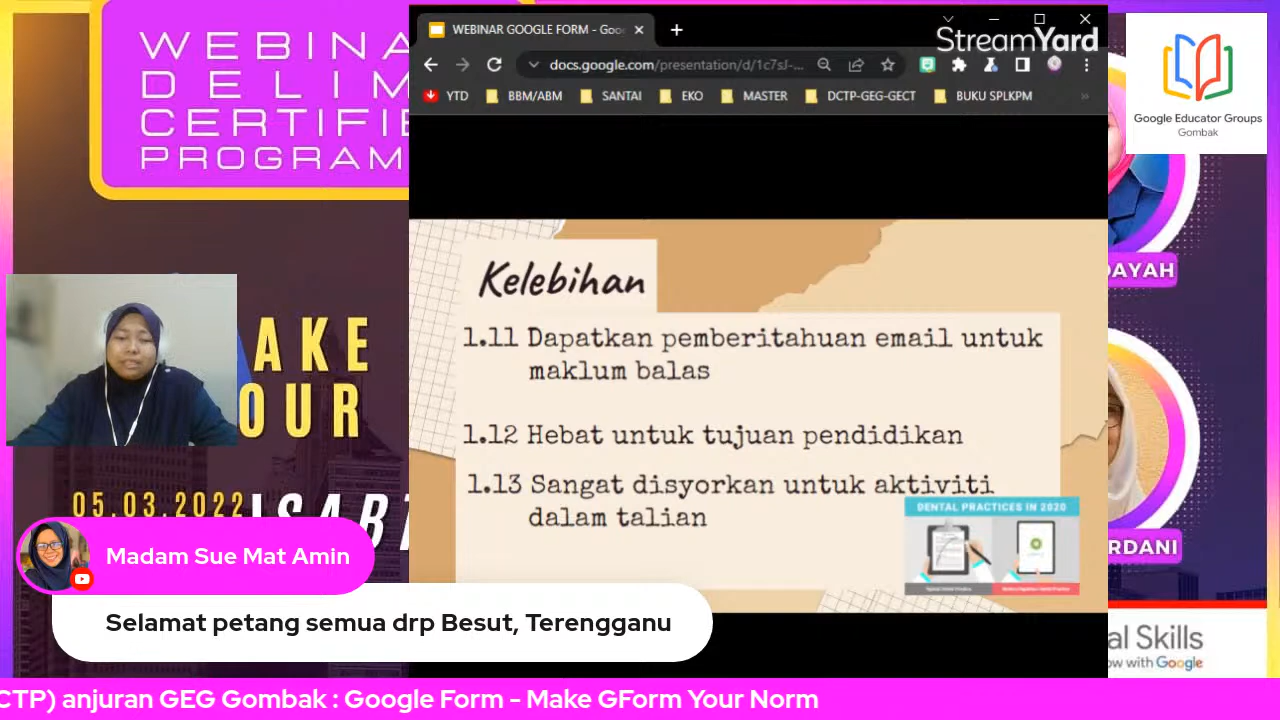 WEBINA
DELIM
CERTIFIE
PROGRAM
WEBINAR GOOGLE FORM - Goo
StreamYard
docs.google.com/presentation/d/1c7sJ-...
YTD
BBM/ABM
SANTAI
EKO
MASTER
DCTP-GEG-GECT
BUKU SPLKPM
Google Educator Groups
Gombak
Kelebihan
1.11 Dapatkan pemberitahuan email untuk
maklum balas
1.12 Hebat untuk tujuan pendidikan
1.13 Sangat disyorkan untuk aktiviti
dalam talian
DENTAL PRACTICES IN 2020
AKE
OUR
05.03.2022
ISABT
DAYAH
RDANI
Madam Sue Mat Amin
Selamat petang semua drp Besut, Terengganu
al Skills
ow with Google
CTP) anjuran GEG Gombak : Google Form - Make GForm Your Norm